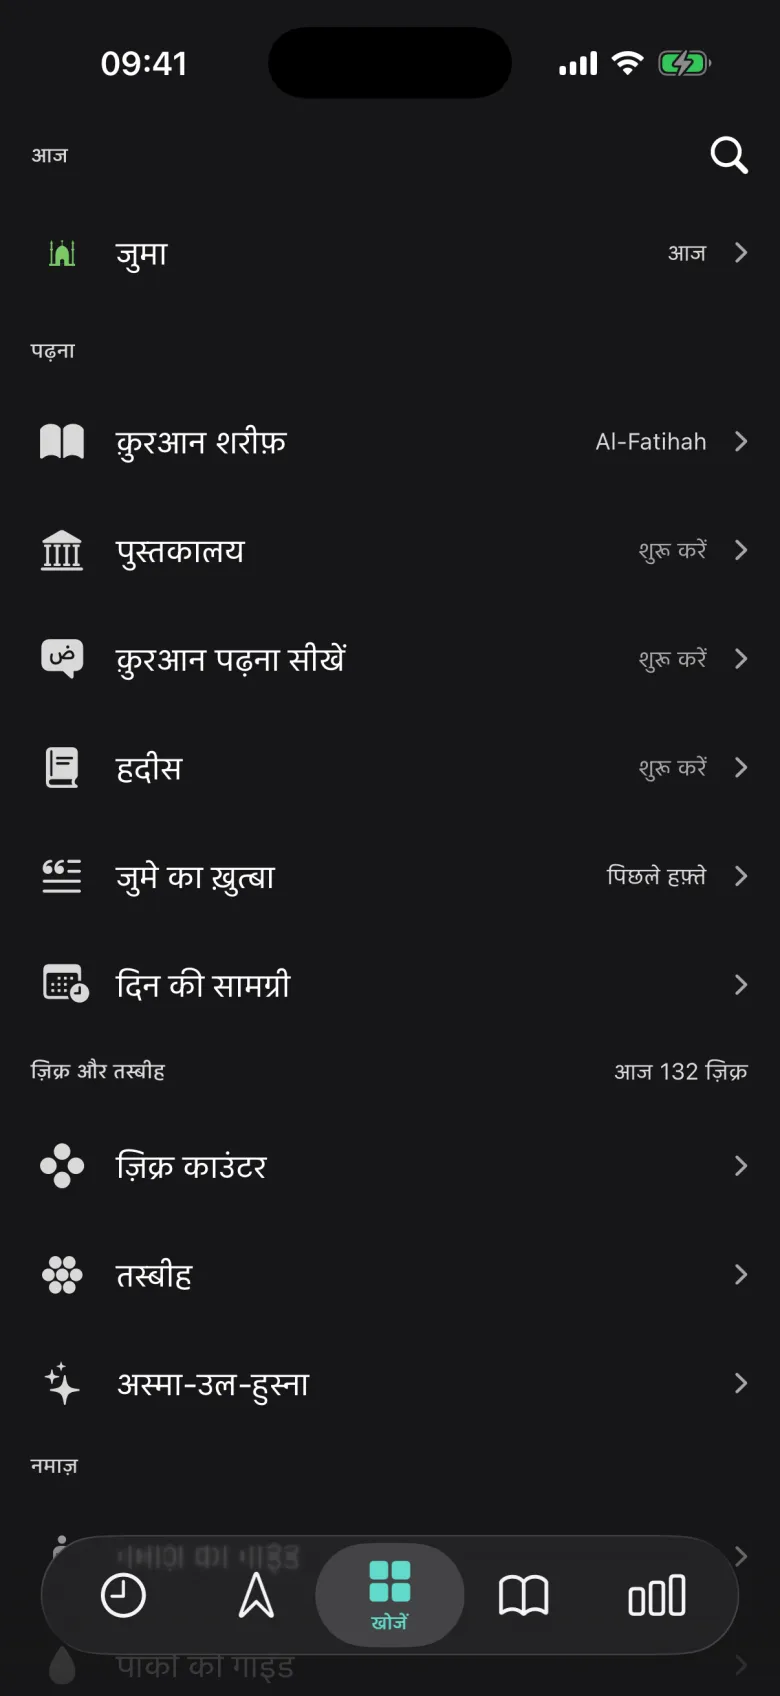 09:41
आज
जुमा
आज
पढ़ना
क़ुरआन शरीफ़
Al-Fatihah
पुस्तकालय
शुरू करें
ض
क़ुरआन पढ़ना सीखें
शुरू करें
हदीस
शुरू करें
जुमे का ख़ुत्बा
पिछले हफ़्ते
दिन की सामग्री
ज़िक्र और तस्बीह
आज 132 ज़िक्र
ज़िक्र काउंटर
तस्बीह
अस्मा-उल-हुस्ना
नमाज़
खोजें